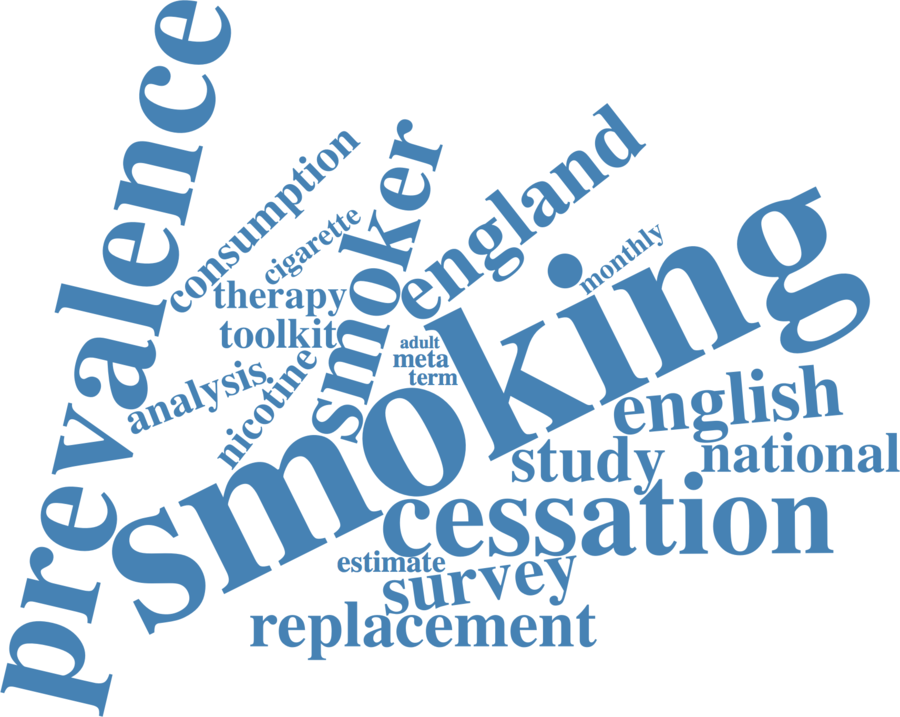 prevalence
consumption
cigarette
smoker
england
monthly
therapy
toolkit
smoking
adult
meta
term
analysis
nicotine
english
study
national
cessation
estimate
survey
replacement